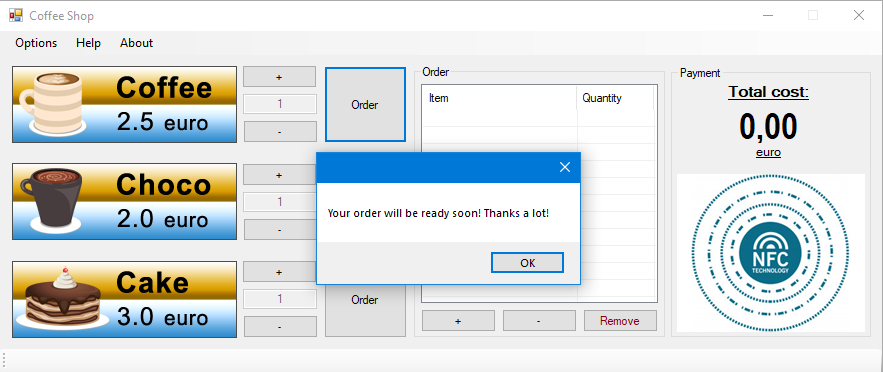 Coffee Shop
Options Help About
Coffee
2.5 euro
+
1
-
Order
Choco
2.0 euro
+
1
-
Cake
3.0 euro
+
1
-
Order
Order
Item Quantity
+ - Remove
Your order will be ready soon! Thanks a lot!
OK
Payment
Total cost:
0,00
euro
NFC
TECHNOLOGY